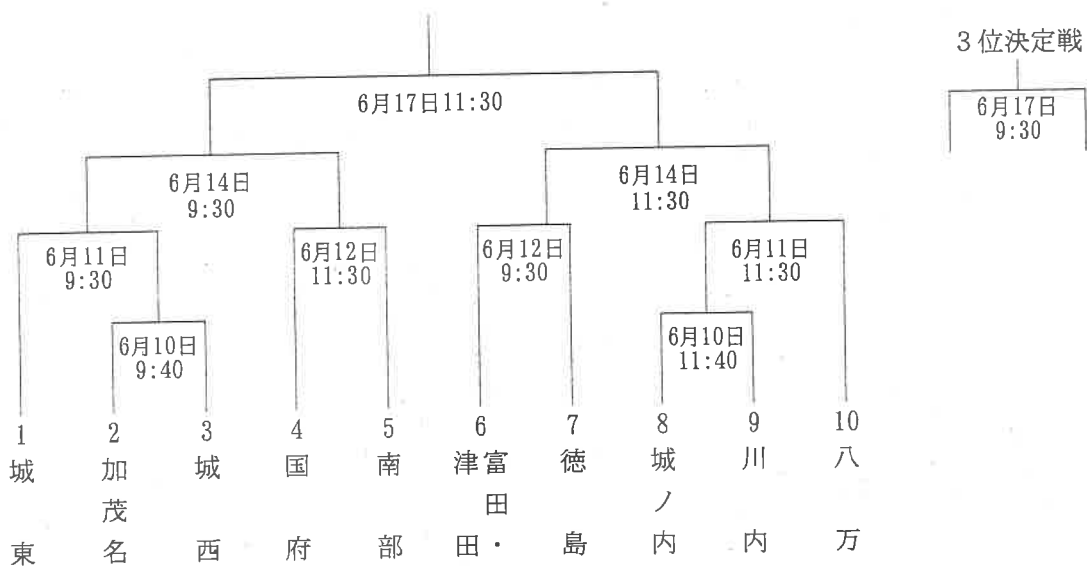 3位決定戦
6月17日
9:30
6月17日11:30
6月14日
9:30
6月14日
11:30
6月11日
9:30
6月12日
11:30
6月12日
9:30
6月11日
11:30
6月10日
9:40
6月10日
11:40
1
城東
2
加茂名
3
城西
4
国府
5
南部
6
富田・
津田
7
徳島
8
城ノ内
9
川内
10
八万